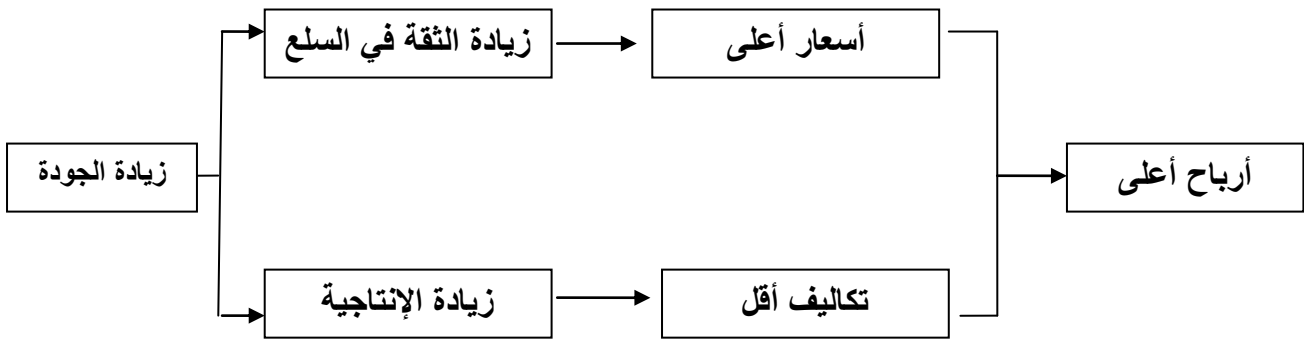 زيادة الثقة في السلع
أسعار أعلى
زيادة الجودة
أرباح أعلى
زيادة الإنتاجية
تكاليف أقل